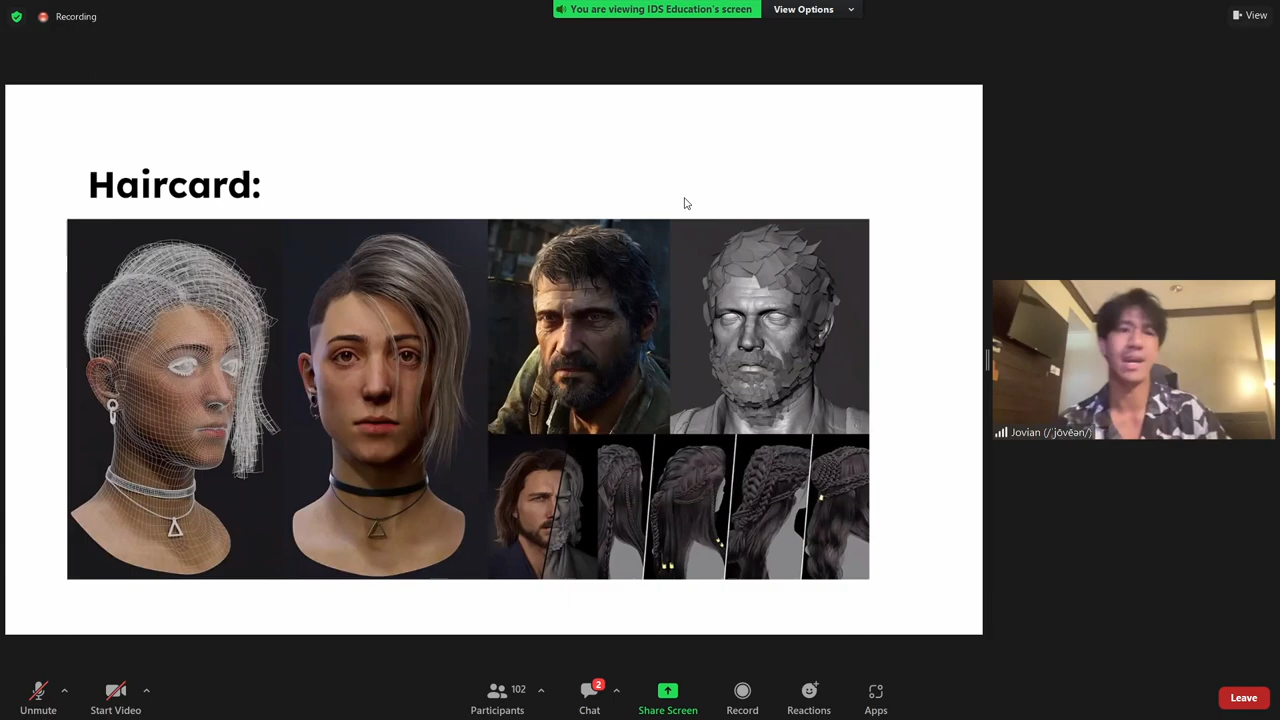 Recording
You are viewing IDS Education's screen
View Options
View
Haircard:
Jovian (/ˈjōvēən/)
Unmute
Start Video
Participants
102
Chat
2
Share Screen
Record
Reactions
Apps
Leave